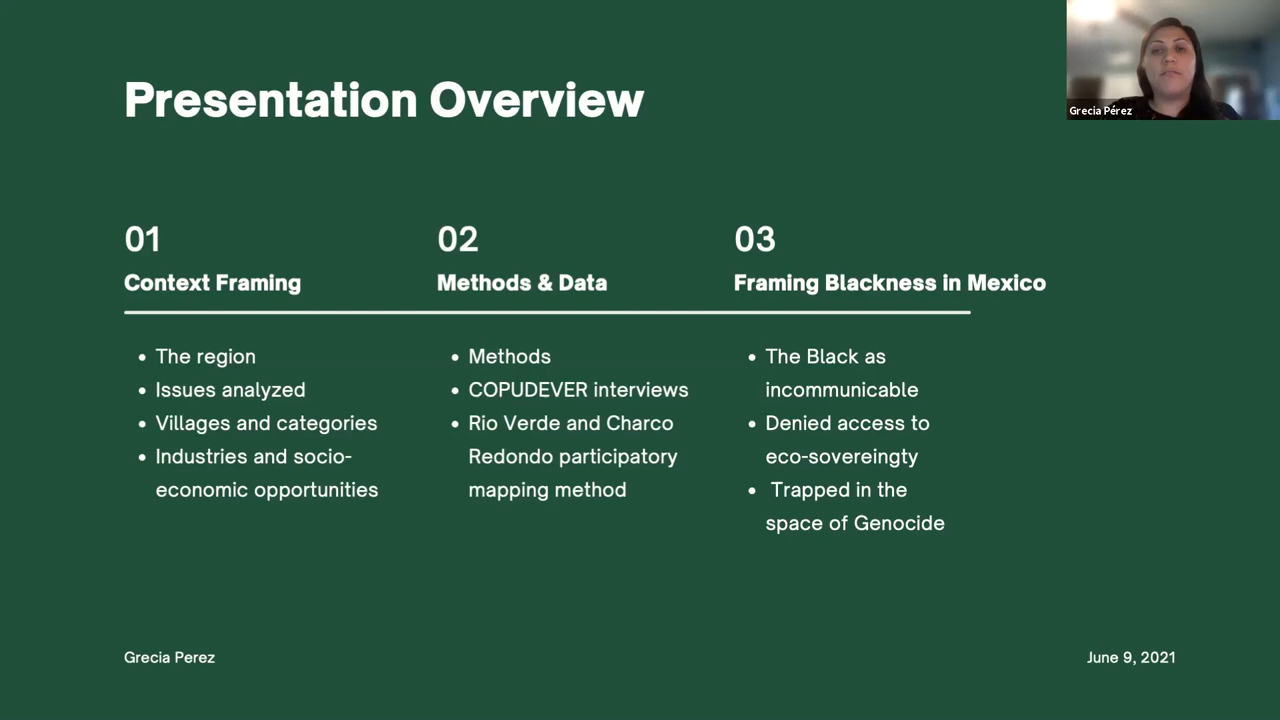 Grecia Pérez
Presentation Overview
01
Context Framing
• The region
• Issues analyzed
• Villages and categories
• Industries and socio-
economic opportunities
02
Methods & Data
• Methods
• COPUDEVER interviews
• Rio Verde and Charco
Redondo participatory
mapping method
03
Framing Blackness in Mexico
• The Black as
incommunicable
• Denied access to
eco-sovereingty
• Trapped in the
space of Genocide
Grecia Perez
June 9, 2021